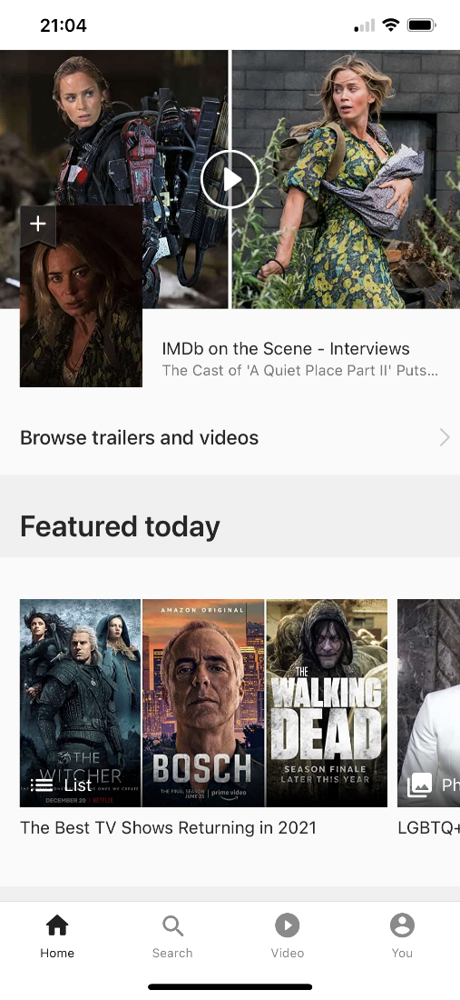 21:04
IMDb on the Scene - Interviews
The Cast of 'A Quiet Place Part II' Puts...
Browse trailers and videos
Featured today
THE
WITCHER
DECEMBER 20 | NETFLIX
List
AMAZON ORIGINAL
BOSCH
THE FINAL SEASON
JUNE 25
prime video
THE
WALKING
DEAD
SEASON FINALE
LATER THIS YEAR
Ph
The Best TV Shows Returning in 2021
LGBTQ+
Home
Search
Video
You